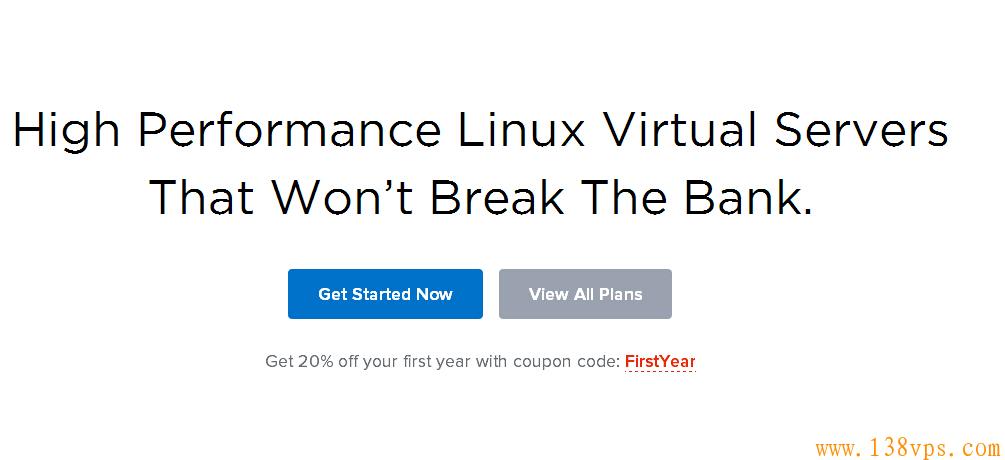 High Performance Linux Virtual Servers
That Won't Break The Bank.
Get Started Now View All Plans
Get 20% off your first year with coupon code: FirstYear
www.138vps.com